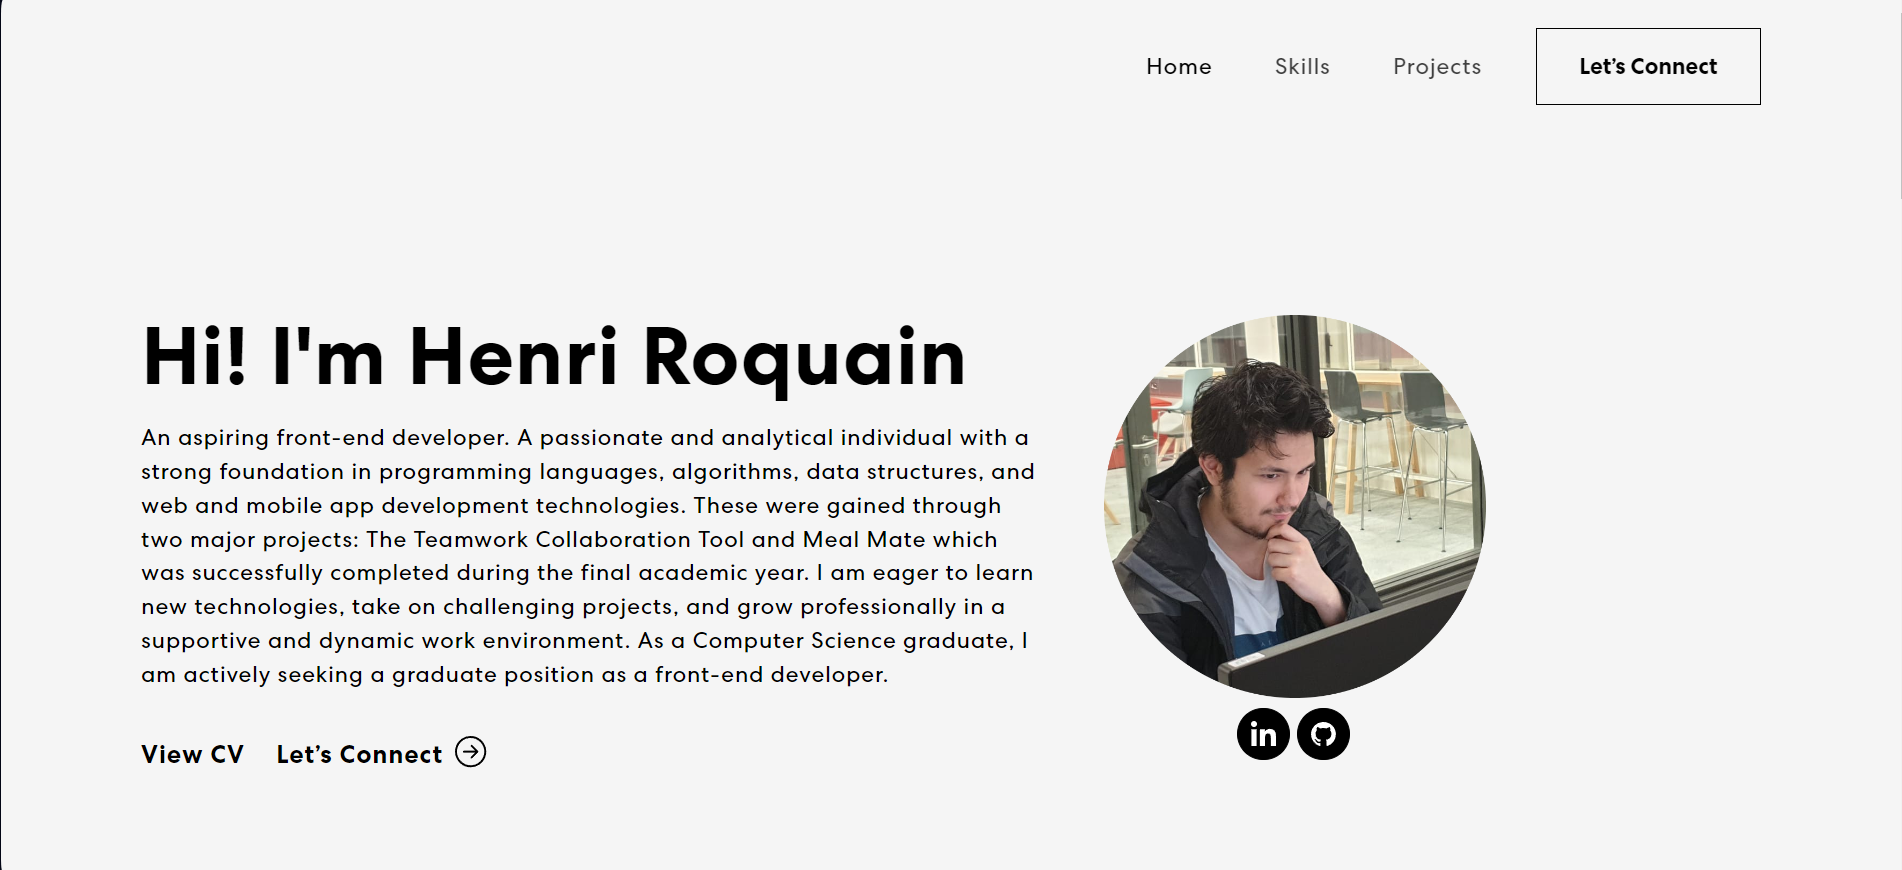 Home Skills Projects Let’s Connect
Hi! I'm Henri Roquain
An aspiring front-end developer. A passionate and analytical individual with a
strong foundation in programming languages, algorithms, data structures, and
web and mobile app development technologies. These were gained through
two major projects: The Teamwork Collaboration Tool and Meal Mate which
was successfully completed during the final academic year. I am eager to learn
new technologies, take on challenging projects, and grow professionally in a
supportive and dynamic work environment. As a Computer Science graduate, I
am actively seeking a graduate position as a front-end developer.
in
View CV Let’s Connect